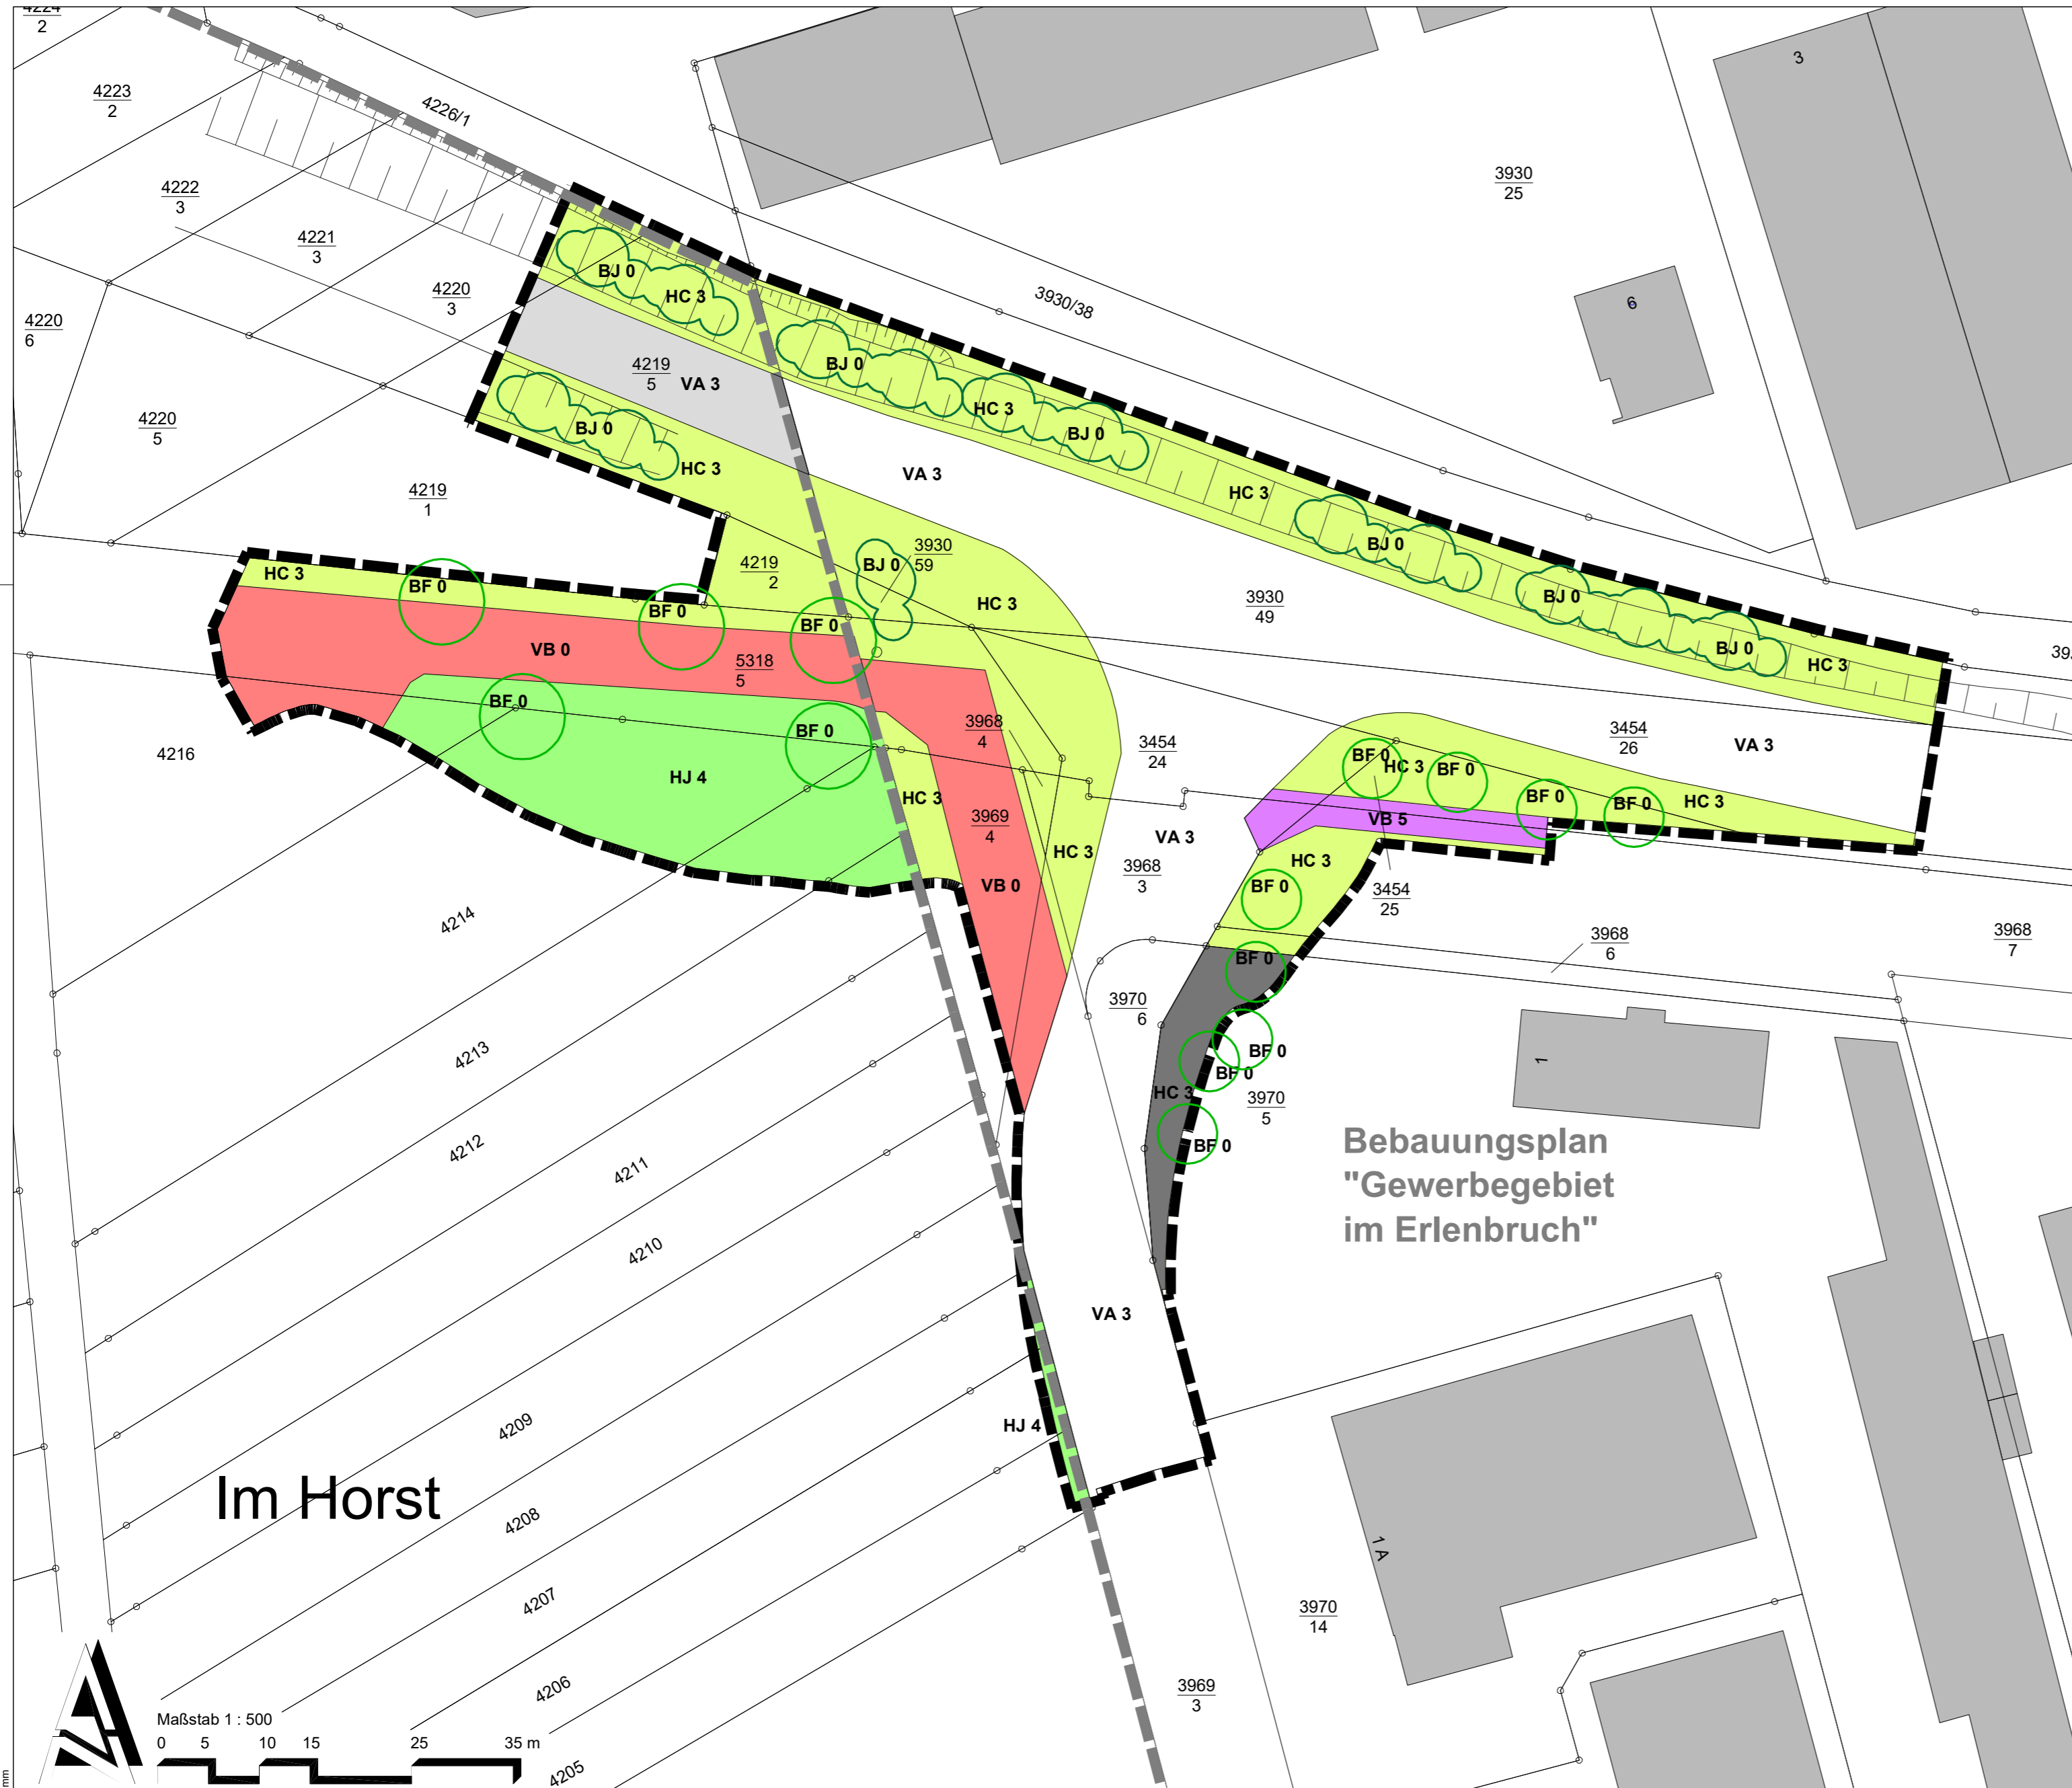 4224
2
3
4223
2
4226/1
3930
25
4222
3
4221
3
4220
3
BJ 0
HC 3
3930/38
6
4220
6
4219
5
VA 3
BJ 0
HC 3
BJ 0
4220
5
BJ 0
HC 3
VA 3
4219
1
HC 3
BJ 0
3930
59
4219
2
BJ 0
HC 3
BF 0
BF 0
BF 0
HC 3
3930
49
BJ 0
BJ 0
HC 3
VB 0
5318
5
BF 0
BF 0
3968
4
3454
24
3454
26
VA 3
4216
HJ 4
HC 3
BF 0
HC 3
BF 0
BF 0
BF 0
HC 3
VB 5
3969
4
VA 3
HC 3
3968
3
HC 3
VB 0
BF 0
3454
25
4214
3968
6
3968
7
BF 0
3970
6
4213
BF 0
BF 0
HC 3
3970
5
1
4212
4211
BF 0
Bebauungsplan
"Gewerbegebiet
im Erlenbruch"
4210
VA 3
4209
HJ 4
Im Horst
4208
1 A
4207
3970
14
4206
3969
3
Maßstab 1 : 500
0 5 10 15 25 35 m
4205
mm